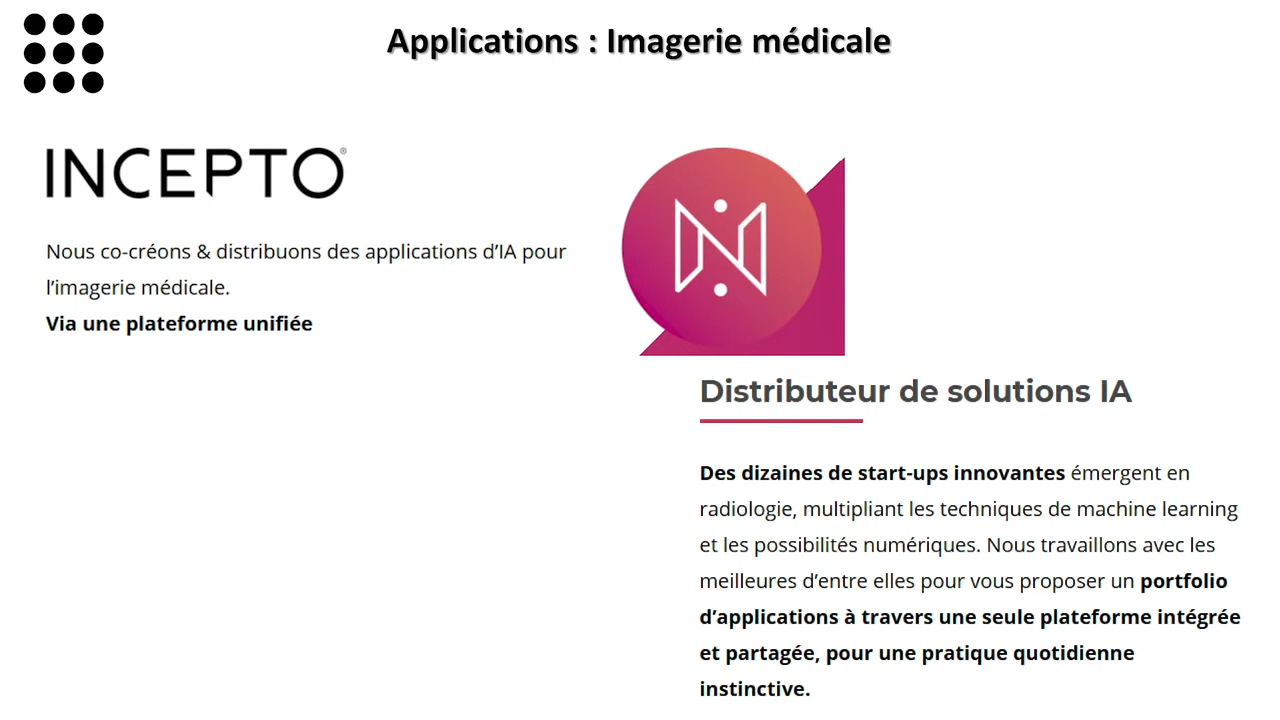 Applications : Imagerie médicale
INCEPTO®
Nous co-créons & distribuons des applications d’IA pour
l’imagerie médicale.
Via une plateforme unifiée
Distributeur de solutions IA
Des dizaines de start-ups innovantes émergent en
radiologie, multipliant les techniques de machine learning
et les possibilités numériques. Nous travaillons avec les
meilleures d’entre elles pour vous proposer un portfolio
d’applications à travers une seule plateforme intégrée
et partagée, pour une pratique quotidienne
instinctive.